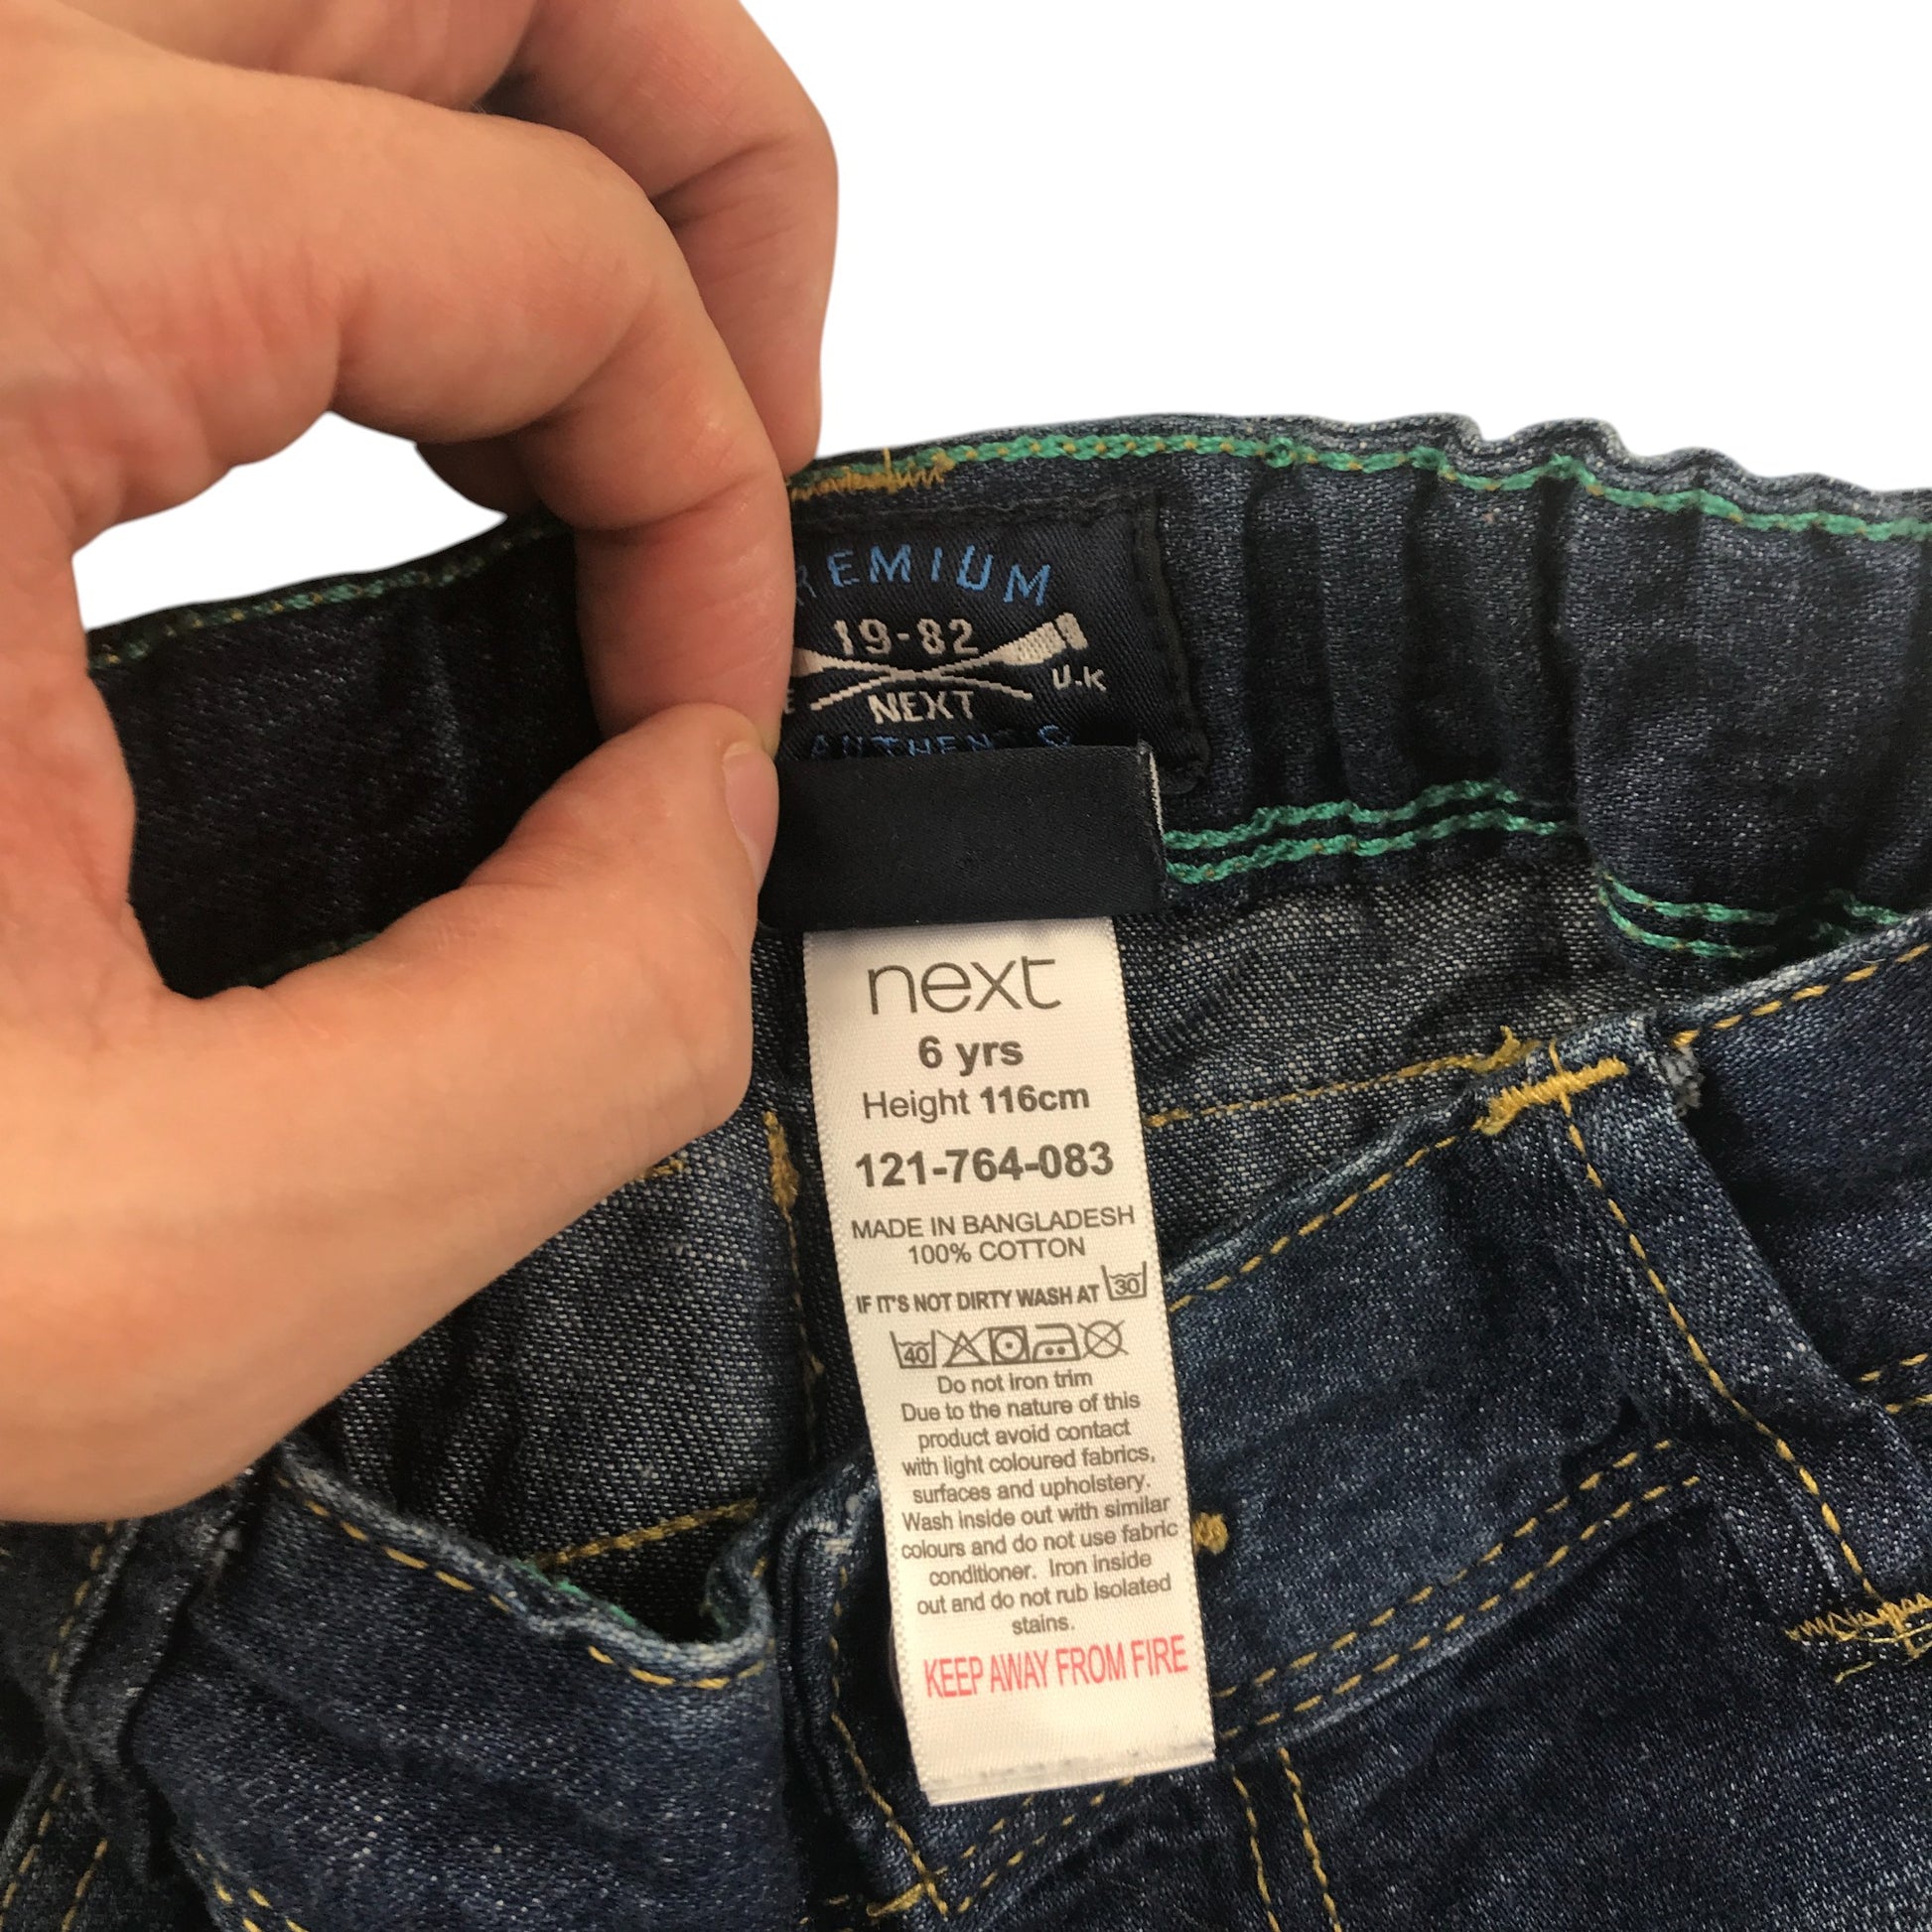 REMIUM
19-82
U.K
NEXT
next
6 yrs
Height 116cm
121-764-083
MADE IN BANGLADESH
100% COTTON
IF IT'S NOT DIRTY WASH AT 30
40
Do not iron trim
Due to the nature of this
product avoid contact
with light coloured fabrics,
surfaces and upholstery.
Wash inside out with similar
colours and do not use fabric
conditioner. Iron inside
out and do not rub isolated
stains.
KEEP AWAY FROM FIRE